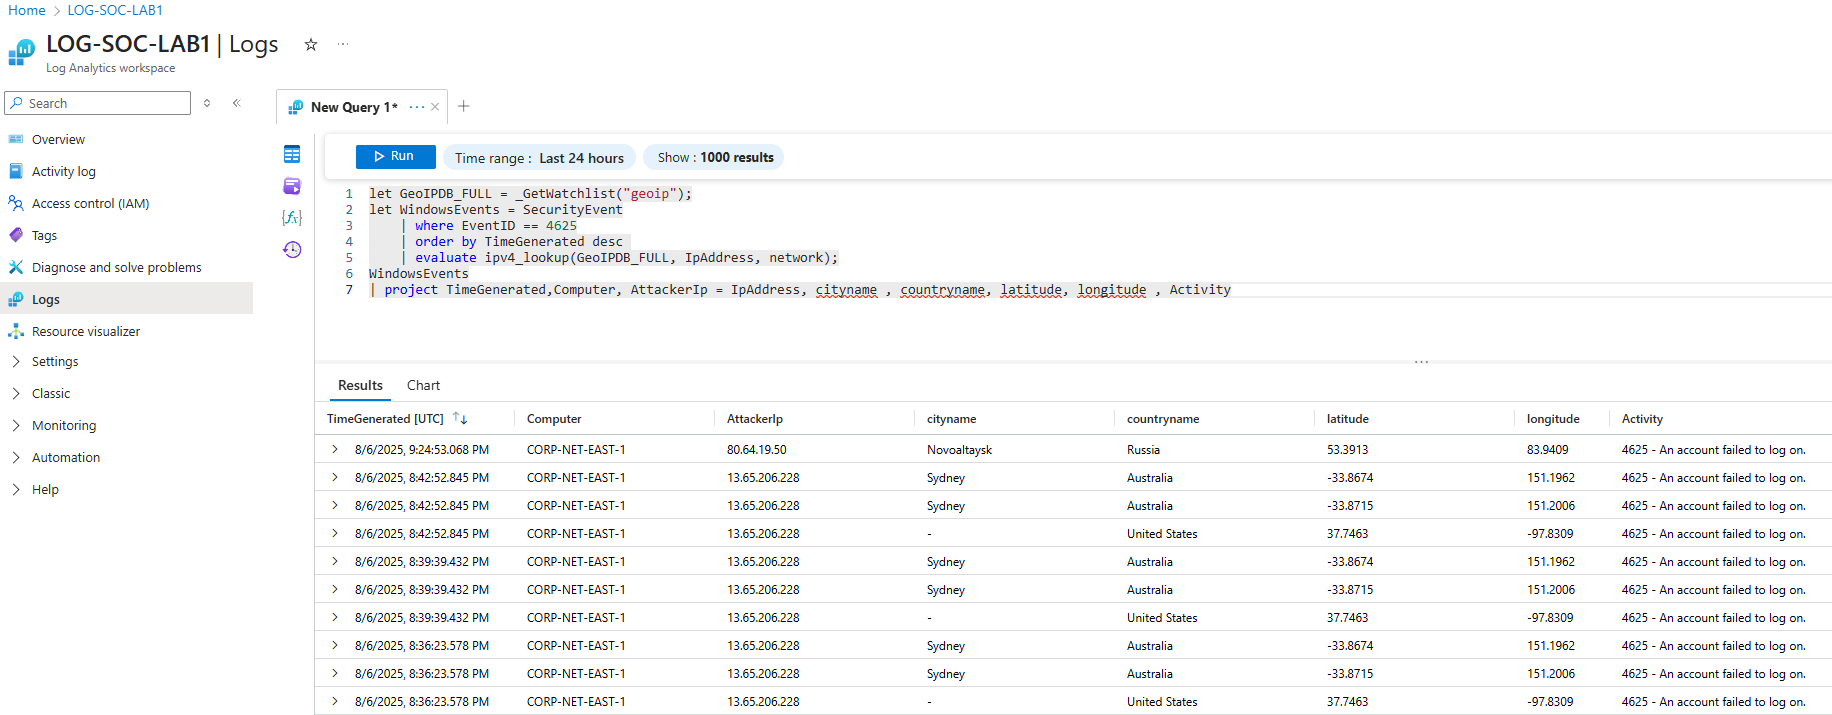 Home > LOG-SOC-LAB1
LOG-SOC-LAB1 | Logs ☆ ···
Log Analytics workspace
Search
Overview
Activity log
Access control (IAM)
Tags
Diagnose and solve problems
Logs
Resource visualizer
Settings
Classic
Monitoring
Automation
Help
New Query 1* ··· × +
Run Time range : Last 24 hours Show : 1000 results
1 let GeoIPDB_FULL = _GetWatchlist("geoip");
2 let WindowsEvents = SecurityEvent
3 | where EventID == 4625
4 | order by TimeGenerated desc
5 | evaluate ipv4_lookup(GeoIPDB_FULL, IpAddress, network);
6 WindowsEvents
7 | project TimeGenerated,Computer, AttackerIp = IpAddress, cityname , countryname, latitude, longitude , Activity
Results Chart
TimeGenerated [UTC] Computer AttackerIp cityname countryname latitude longitude Activity
8/6/2025, 9:24:53.068 PM CORP-NET-EAST-1 80.64.19.50 Novoaltaysk Russia 53.3913 83.9409 4625 - An account failed to log on.
8/6/2025, 8:42:52.845 PM CORP-NET-EAST-1 13.65.206.228 Sydney Australia -33.8674 151.1962 4625 - An account failed to log on.
8/6/2025, 8:42:52.845 PM CORP-NET-EAST-1 13.65.206.228 Sydney Australia -33.8715 151.2006 4625 - An account failed to log on.
8/6/2025, 8:42:52.845 PM CORP-NET-EAST-1 13.65.206.228 - United States 37.7463 -97.8309 4625 - An account failed to log on.
8/6/2025, 8:39:39.432 PM CORP-NET-EAST-1 13.65.206.228 Sydney Australia -33.8674 151.1962 4625 - An account failed to log on.
8/6/2025, 8:39:39.432 PM CORP-NET-EAST-1 13.65.206.228 Sydney Australia -33.8715 151.2006 4625 - An account failed to log on.
8/6/2025, 8:39:39.432 PM CORP-NET-EAST-1 13.65.206.228 - United States 37.7463 -97.8309 4625 - An account failed to log on.
8/6/2025, 8:36:23.578 PM CORP-NET-EAST-1 13.65.206.228 Sydney Australia -33.8674 151.1962 4625 - An account failed to log on.
8/6/2025, 8:36:23.578 PM CORP-NET-EAST-1 13.65.206.228 Sydney Australia -33.8715 151.2006 4625 - An account failed to log on.
8/6/2025, 8:36:23.578 PM CORP-NET-EAST-1 13.65.206.228 - United States 37.7463 -97.8309 4625 - An account failed to log on.